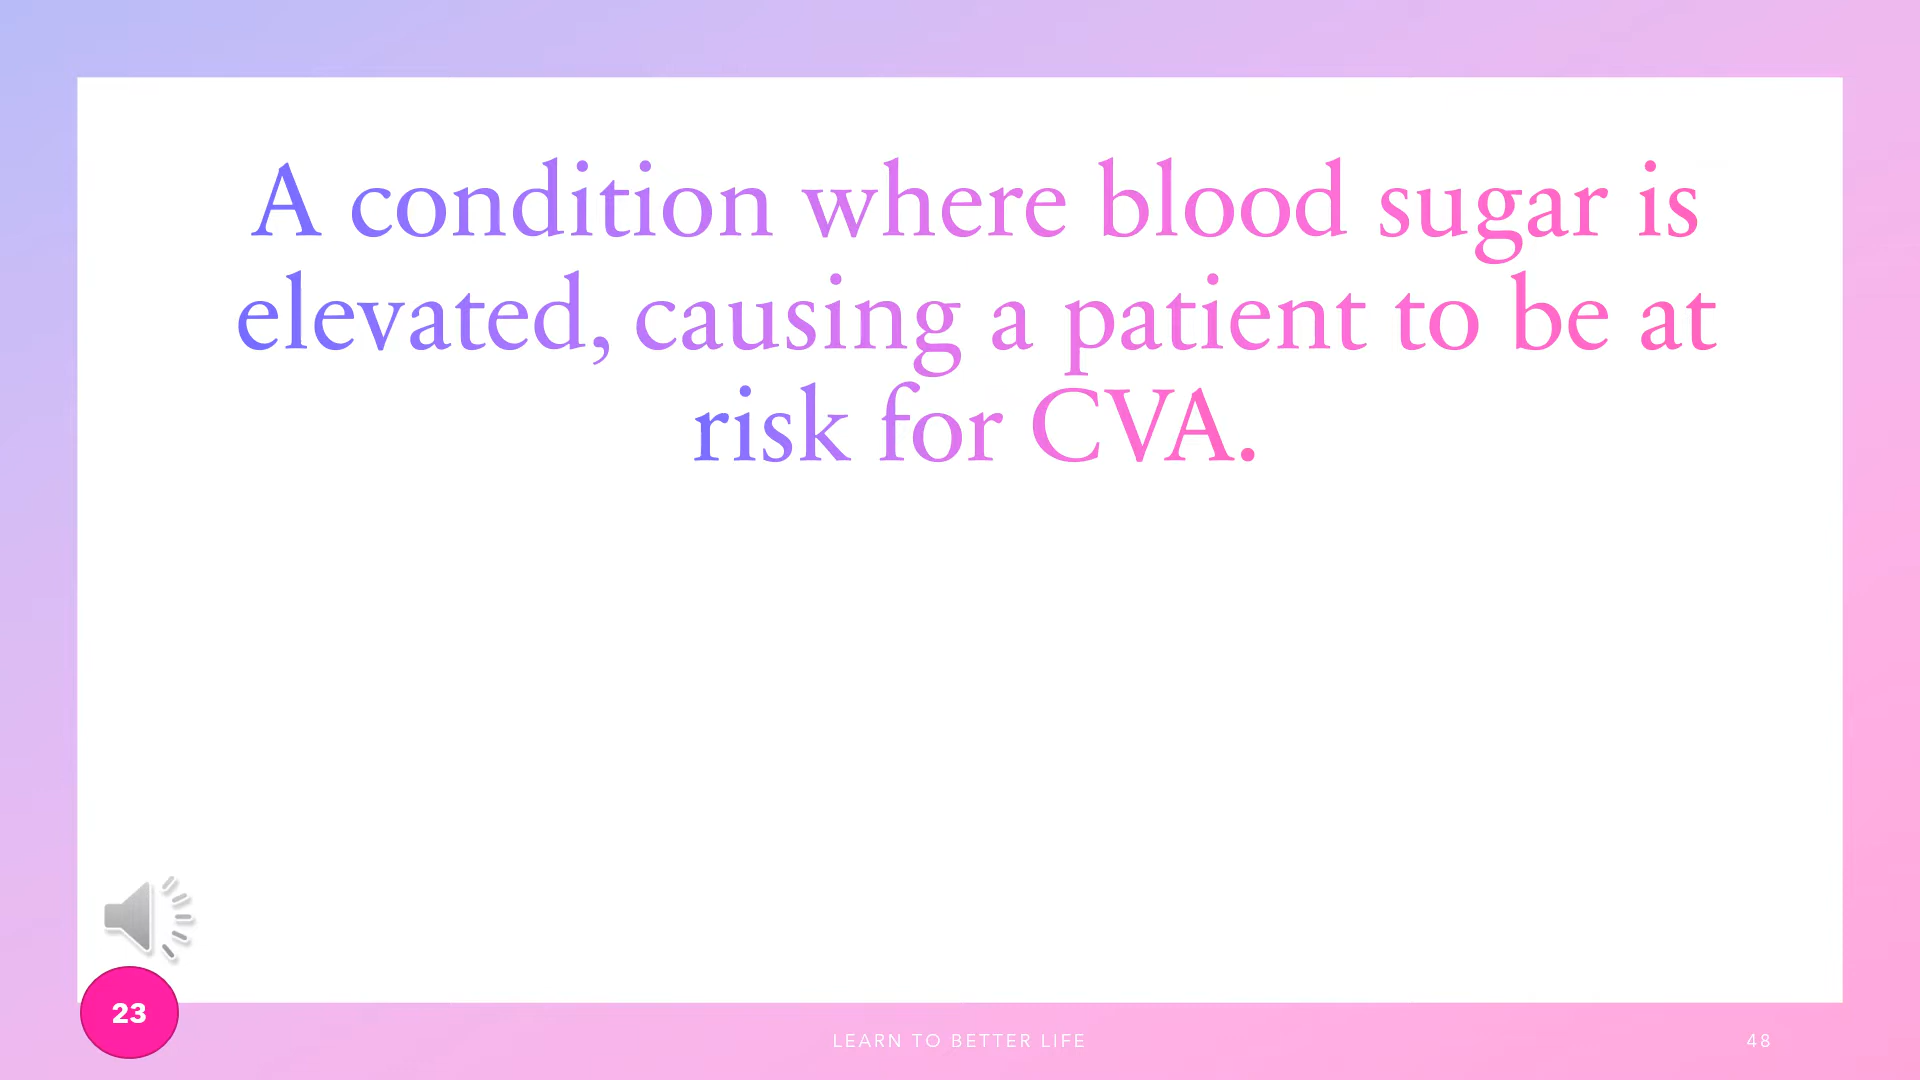 A condition where blood sugar is
elevated, causing a patient to be at
risk for CVA.
23
LEARN TO BETTER LIFE
48